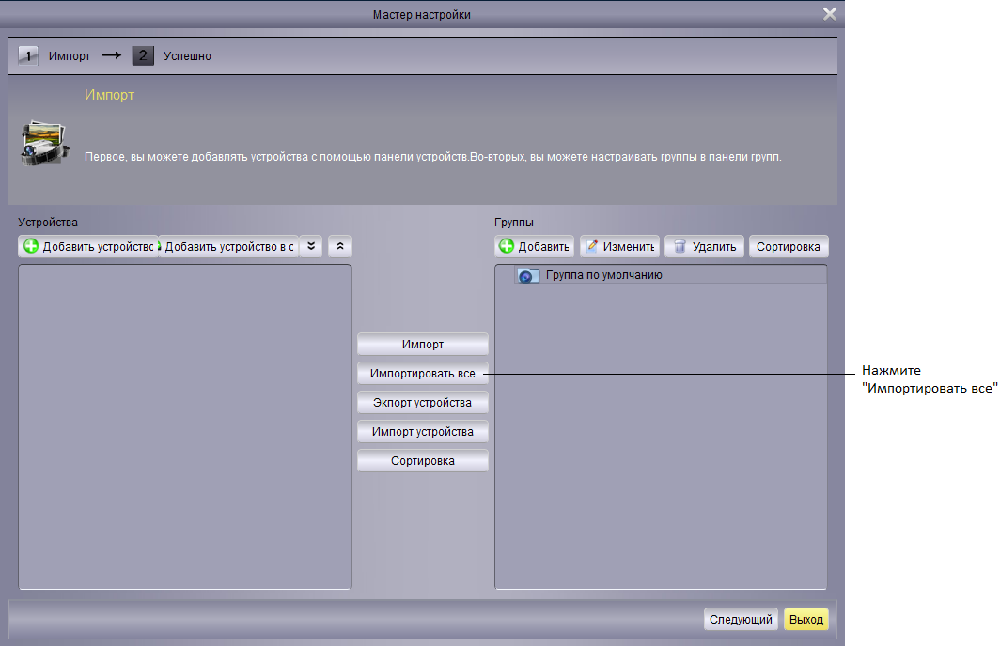 Мастер настройки
1 Импорт 2 Успешно
Импорт
Первое, вы можете добавлять устройства с помощью панели устройств.Во-вторых, вы можете настраивать группы в панели групп.
Устройства
Добавить устройство Добавить устройство в с
Группы
Добавить Изменить Удалить Сортировка
Группа по умолчанию
Импорт
Импортировать все
Экпорт устройства
Импорт устройства
Сортировка
Нажмите
"Импортировать все"
Следующий Выход